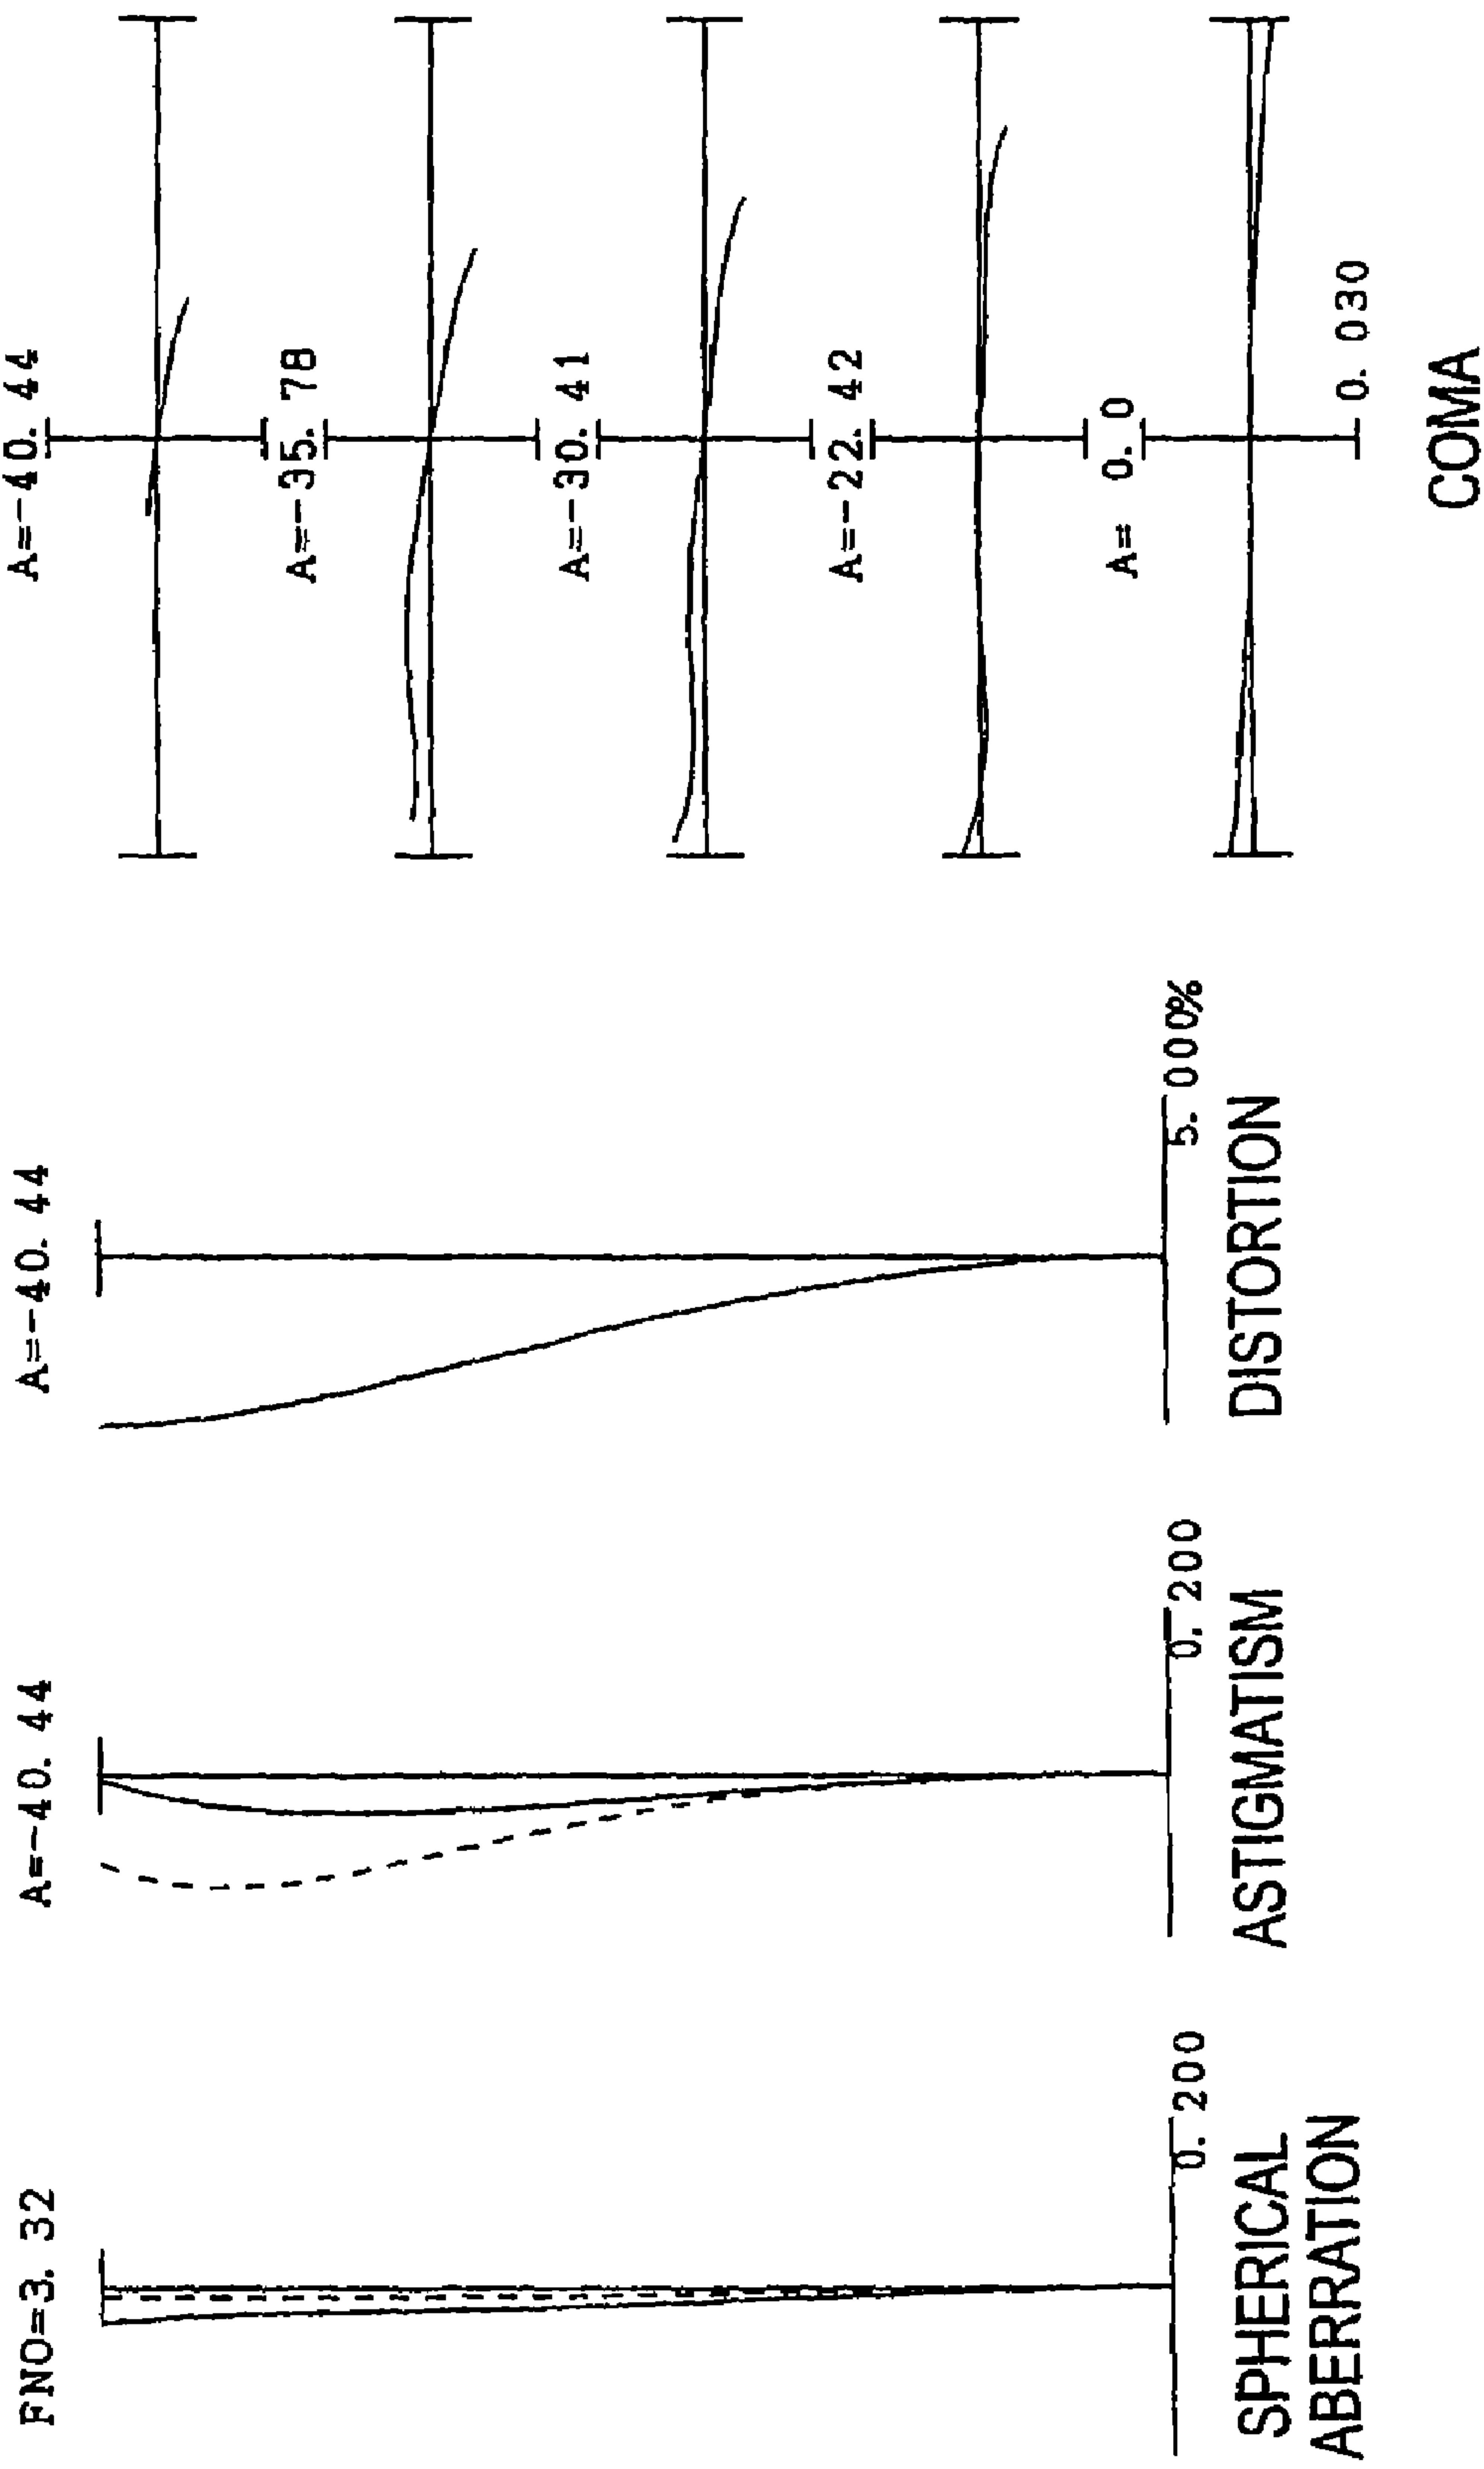 FNO=3. 32
0. 200
SPHERICAL
ABERRATION
A=-40. 44
0. 200
ASTIGMATISM
A=-40. 44
5. 000%
DISTORTION
A=-40. 44
A=-35. 78
A=-30. 41
A=-22. 42
A= 0. 0
0. 030
COMA